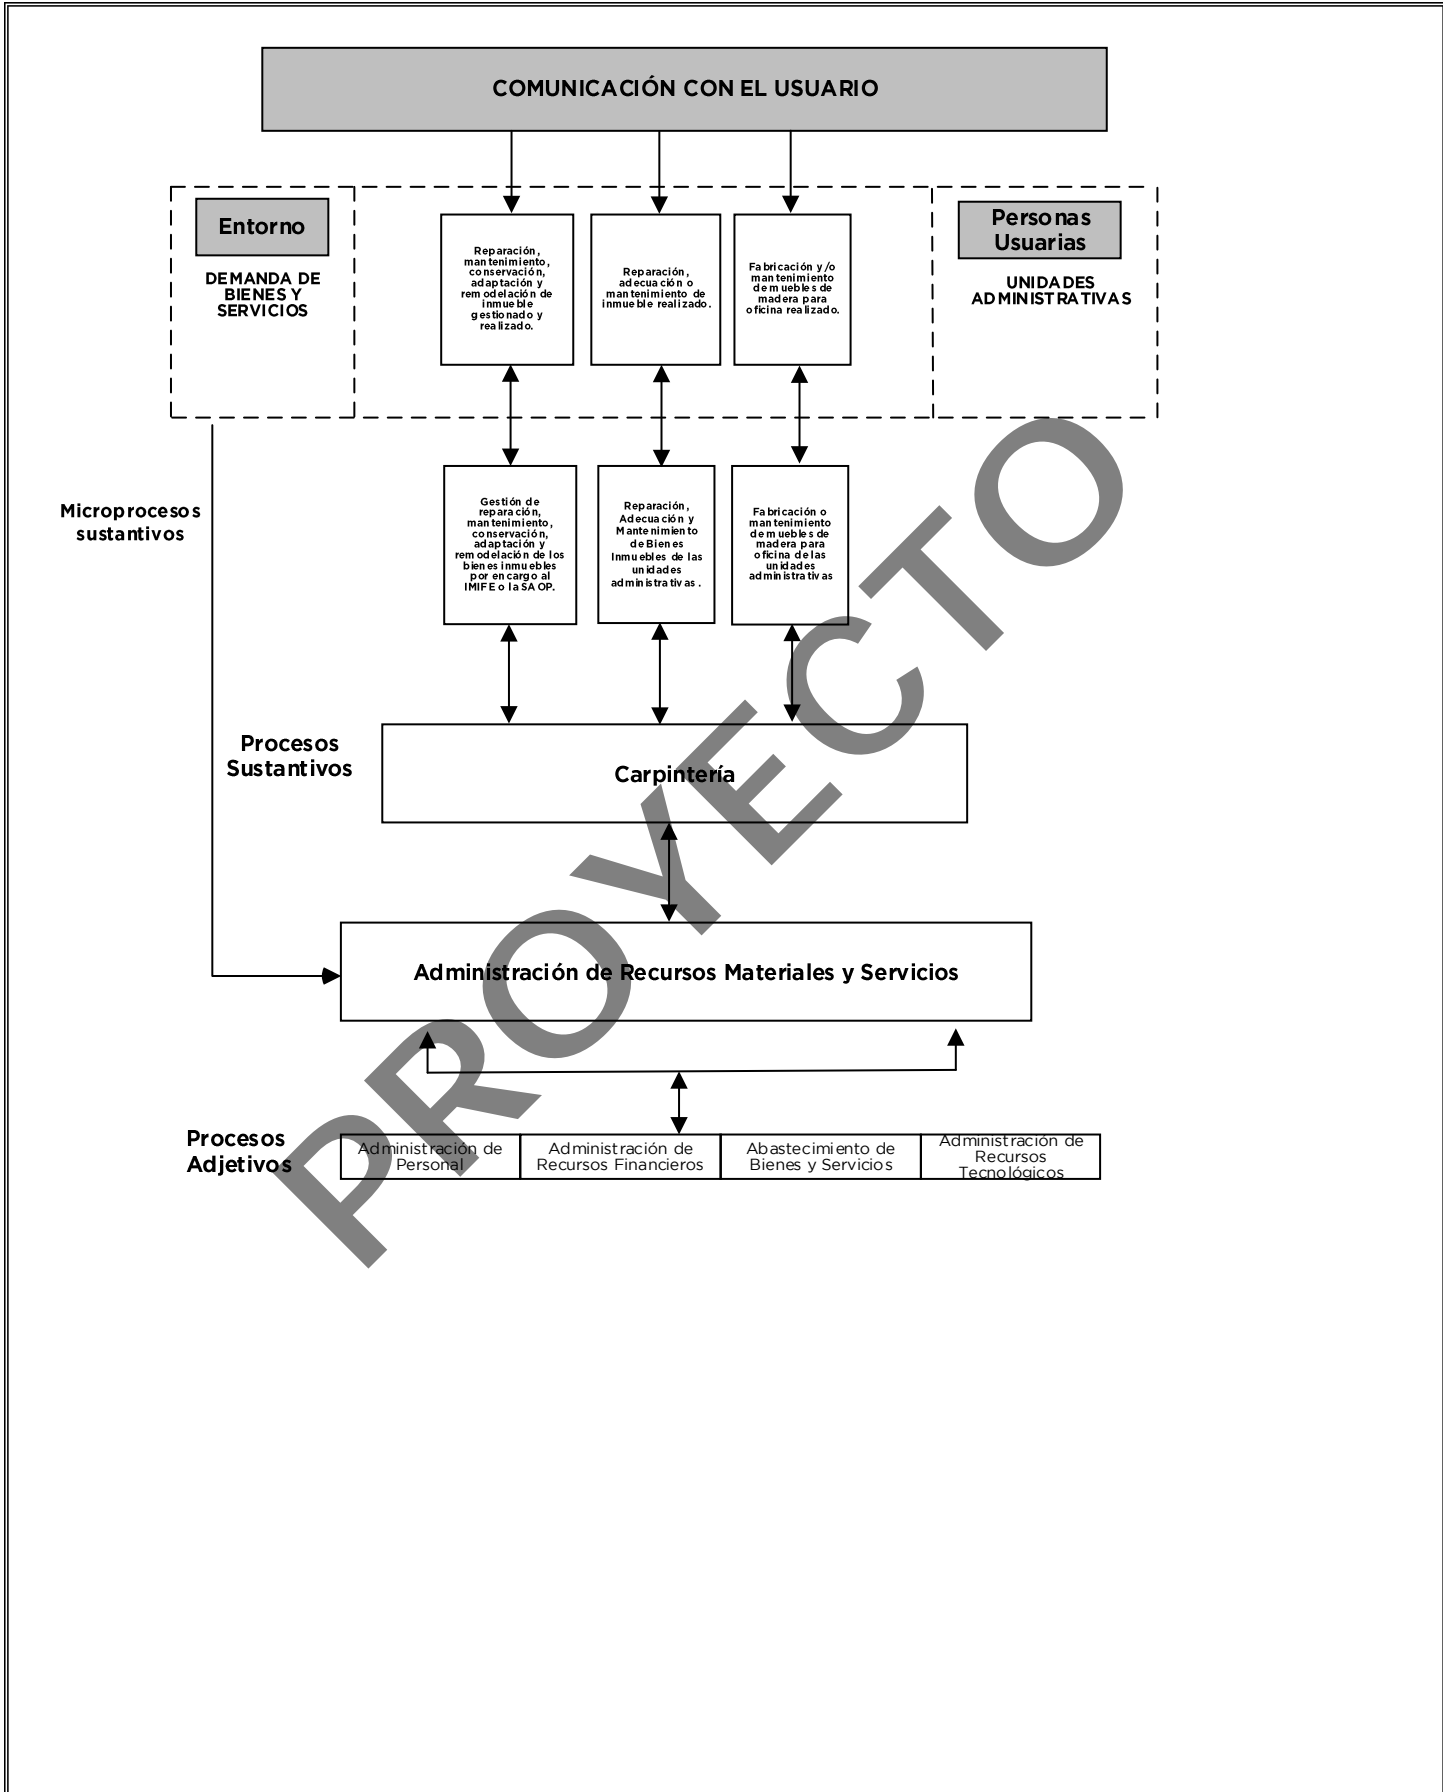 COMUNICACIÓN CON EL USUARIO
Entorno
DEMANDA DE
BIENES Y
SERVICIOS
Reparación,
mantenimiento,
conservación,
adaptación y
remodelación de
inmueble
gestionado y
realizado.
Reparación,
adecuación o
mantenimiento de
inmueble realizado.
Fabricación y/o
mantenimiento
de muebles de
madera para
oficina realizado.
Personas
Usuarias
UNIDADES
ADMINISTRATIVAS
Microprocesos
sustantivos
Gestión de
reparación,
mantenimiento,
conservación,
adaptación y
remodelación de los
bienes inmuebles
por encargo al
IMIFE o la SAOP.
Reparación,
Adecuación y
Mantenimiento
de Bienes
Inmuebles de las
unidades
administrativas.
Fabricación o
mantenimiento
de muebles de
madera para
oficina de las
unidades
administrativas
Procesos
Sustantivos
Carpintería
Administración de Recursos Materiales y Servicios
Procesos
Adjetivos
Administración de
Personal
Administración de
Recursos Financieros
Abastecimiento de
Bienes y Servicios
Administración de
Recursos
Tecnológicos
PROYECTO